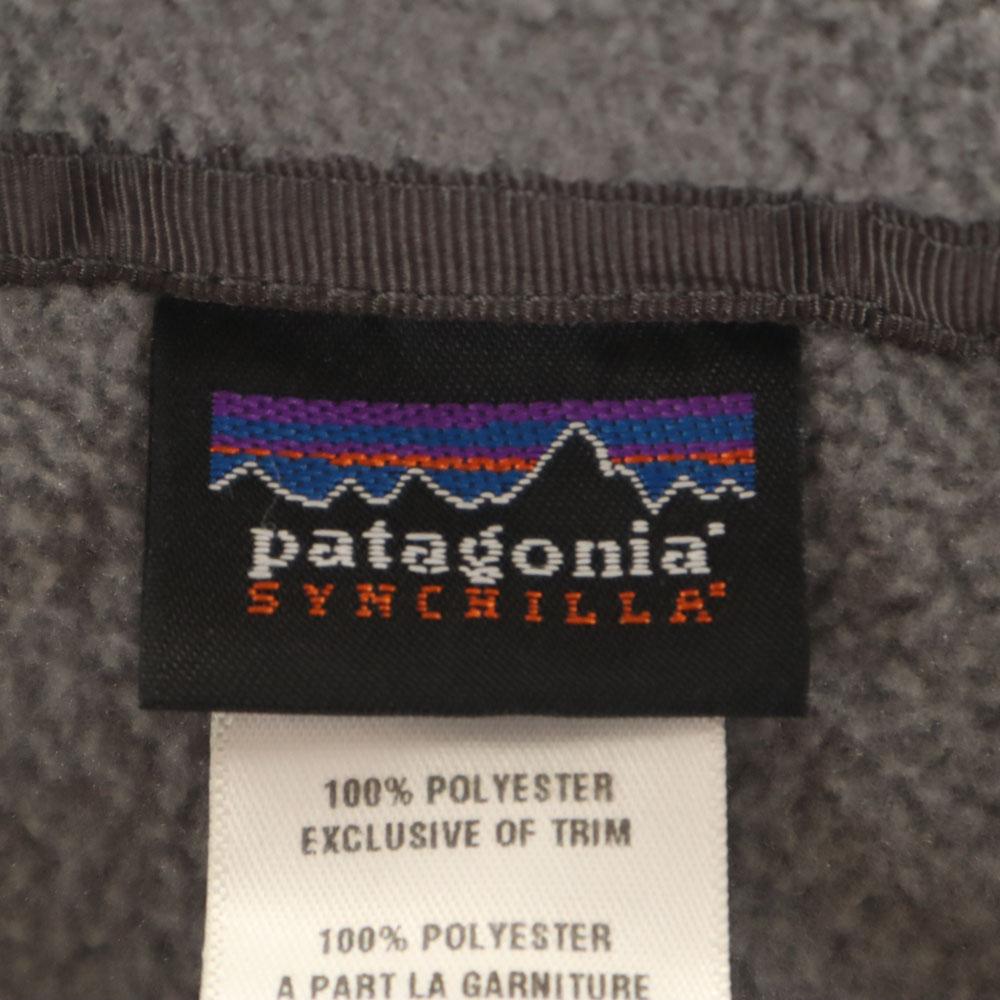 patagonia®
SYNCHILLA®
100% POLYESTER
EXCLUSIVE OF TRIM
100% POLYESTER
A PART LA GARNITURE